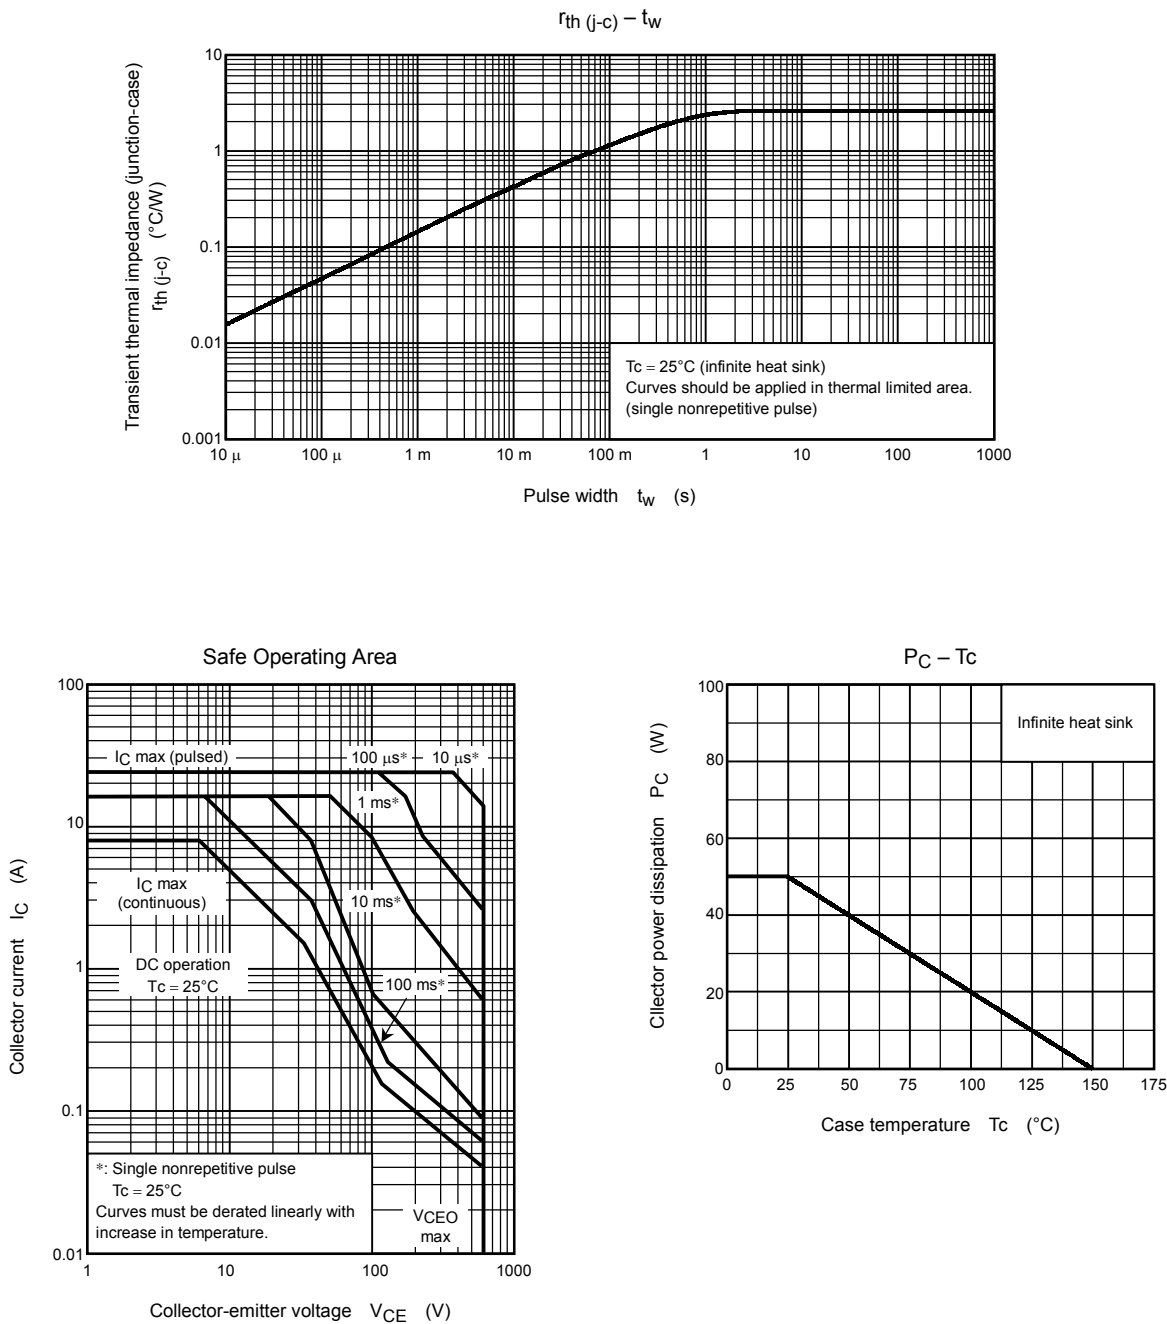 rth (j-c) – tw
Transient thermal impedance (junction-case)
rth (j-c) (°C/W)
10
1
0.1
0.01
0.001
Tc = 25°C (infinite heat sink)
Curves should be applied in thermal limited area.
(single nonrepetitive pulse)
10 μ
100 μ
1 m
10 m
100 m
1
10
100
1000
Pulse width tw (s)
Safe Operating Area
Collector current IC (A)
100
10
1
0.1
0.01
IC max (pulsed)
100 μs*
10 μs*
1 ms*
IC max
(continuous)
10 ms*
DC operation
Tc = 25°C
100 ms*
*: Single nonrepetitive pulse
Tc = 25°C
Curves must be derated linearly with
increase in temperature.
VCEO
max
1
10
100
1000
Collector-emitter voltage VCE (V)
PC – Tc
Cllector power dissipation PC (W)
100
80
60
40
20
0
Infinite heat sink
0
25
50
75
100
125
150
175
Case temperature Tc (°C)